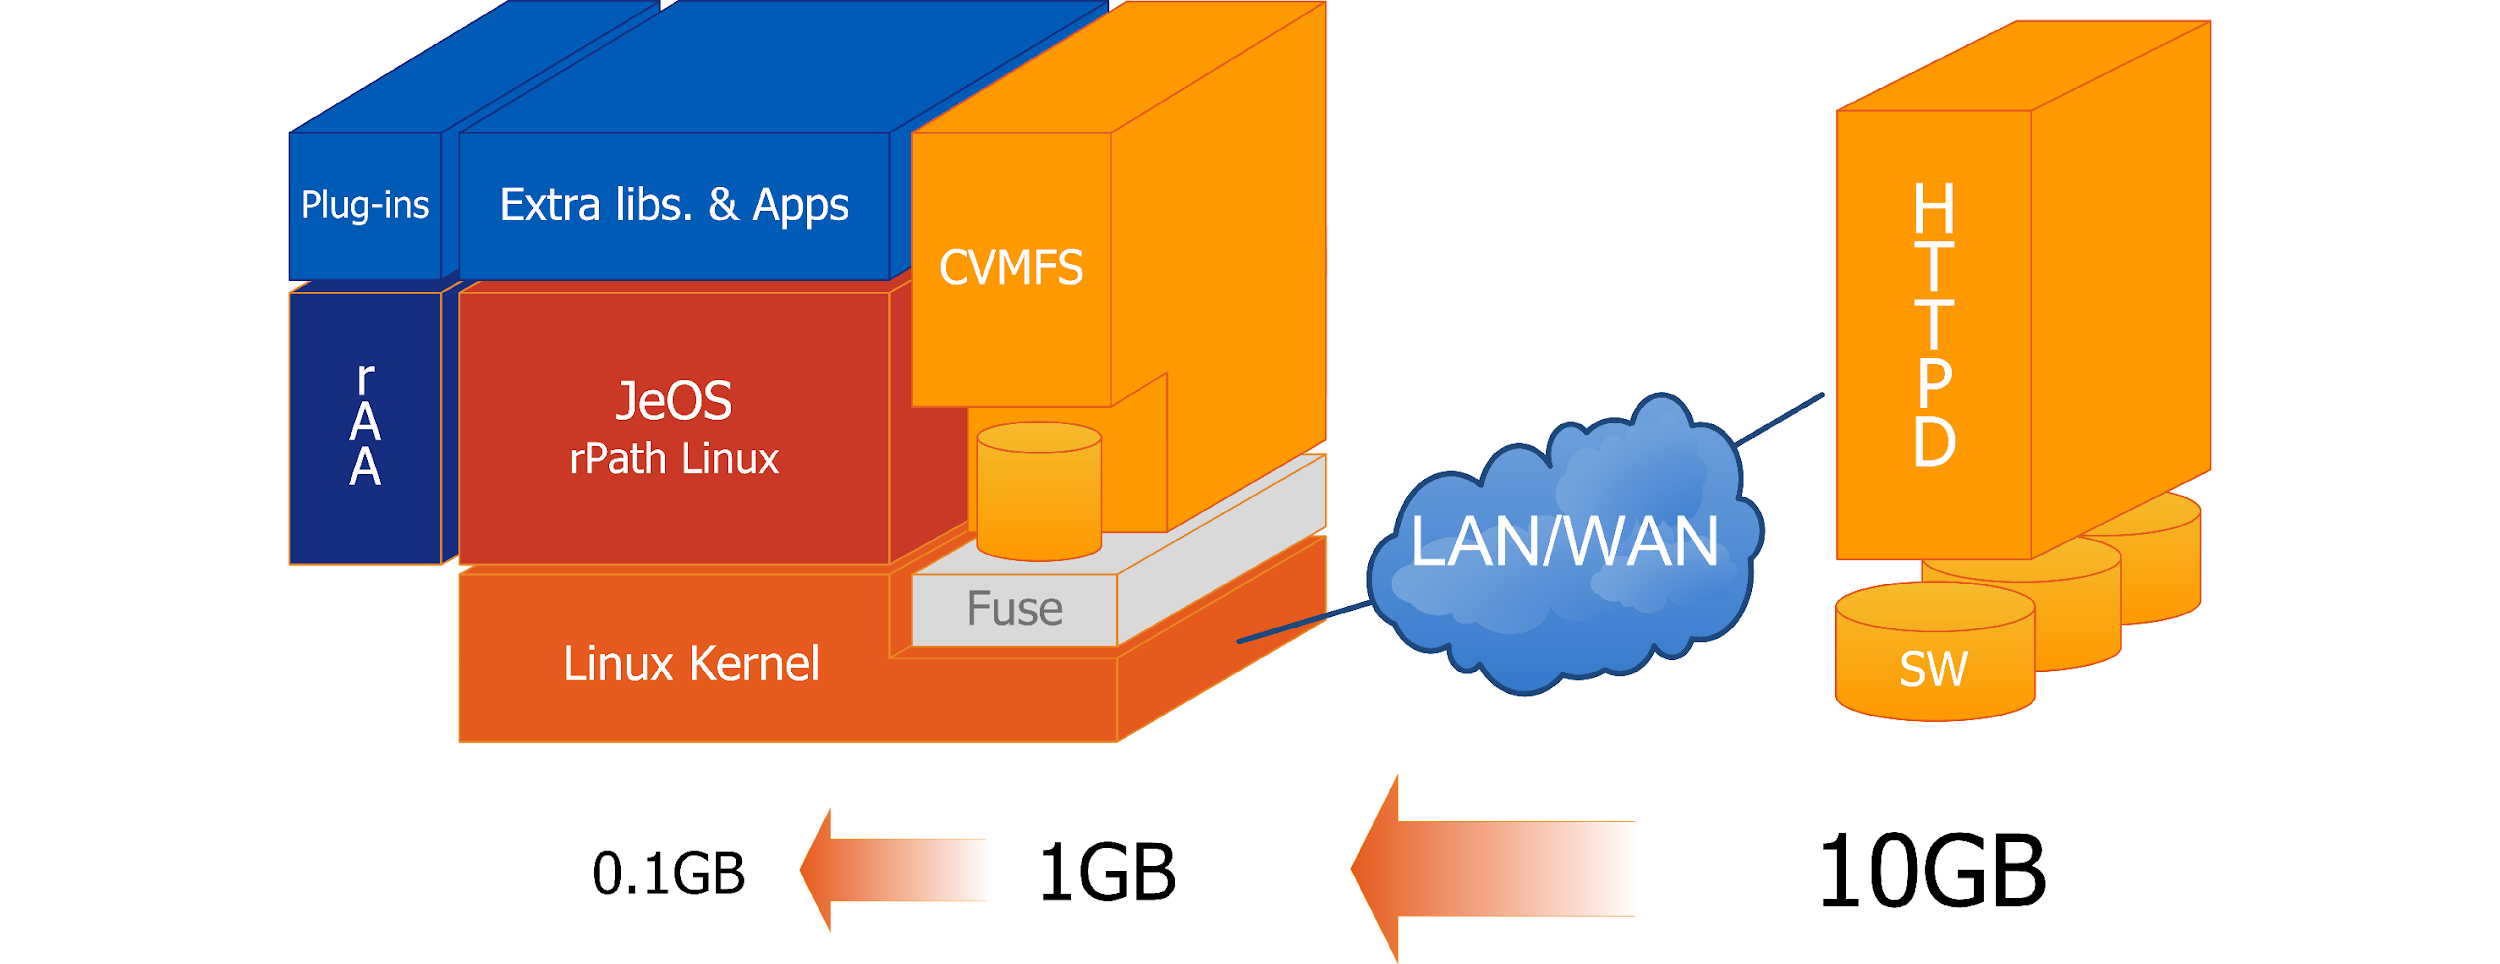 Plug-ins
Extra libs. & Apps
CVMFS
rAA
JeOS
rPath Linux
Fuse
Linux Kernel
LAN/WAN
HTTPD
SW
0.1GB
1GB
10GB